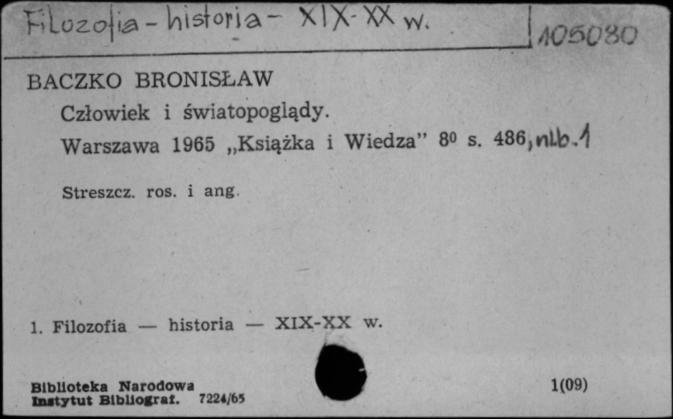 Filozofia - historia - XIX-XX w.
105080
BACZKO BRONISŁAW
Człowiek i światopoglądy.
Warszawa 1965 „Książka i Wiedza” 8⁰ s. 486, nlb. 1
Streszcz. ros. i ang.
1. Filozofia — historia — XIX-XX w.
Biblioteka Narodowa
Instytut Bibliograf. 7224/65
1(09)